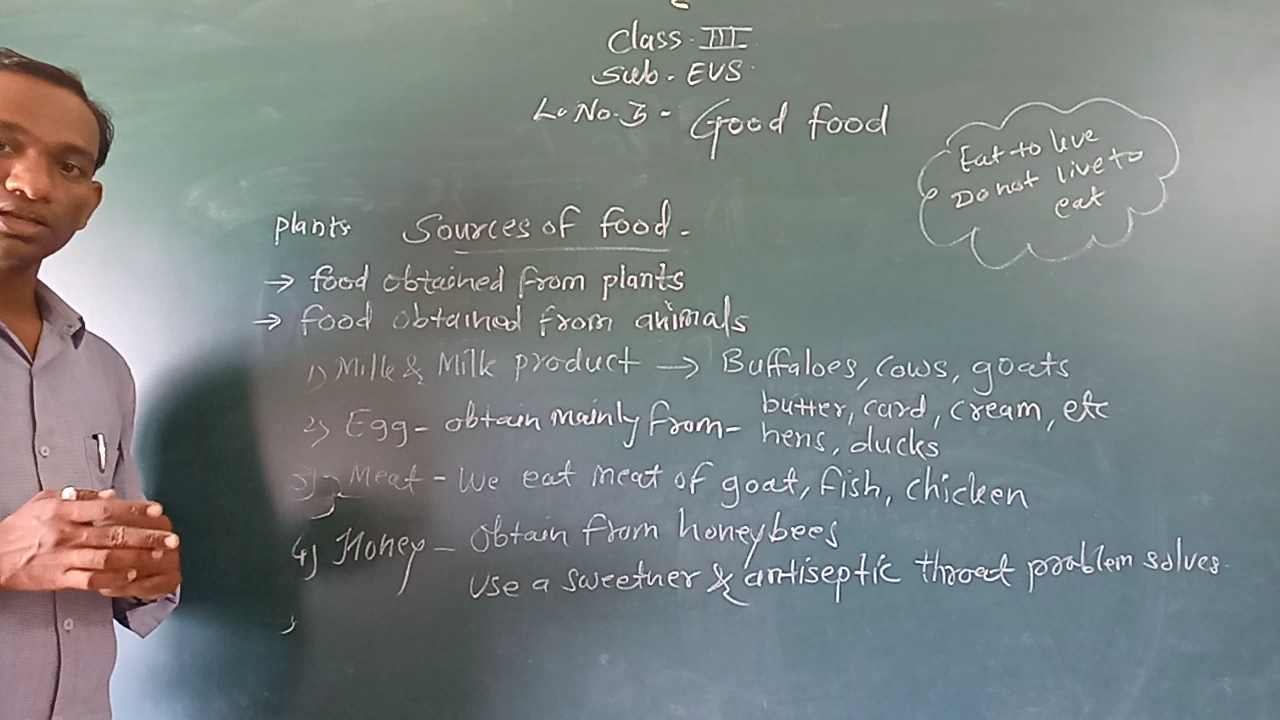 Class. III
Sub. EVS.
L. No. 5 - Good food
Eat to live
Do not live to
eat
plants Sources of food.
→ food obtained from plants
→ food obtained from animals
1) Milk & Milk product → Buffaloes, cows, goats
butter, curd, cream, etc
2) Egg - obtain mainly from - hens, ducks
3) Meat - We eat meat of goat, fish, chicken
4) Honey - Obtain from honeybees
Use a sweetner & antiseptic throat problem solves.